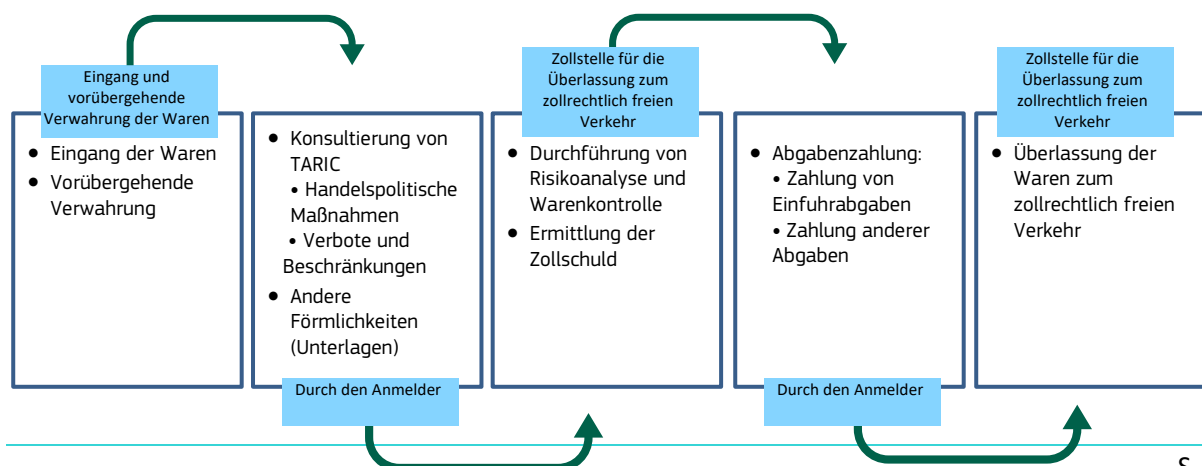 Eingang und
vorübergehende
Verwahrung der Waren
● Eingang der Waren
● Vorübergehende
Verwahrung
● Konsultierung von
TARIC
• Handelspolitische
Maßnahmen
• Verbote und
Beschränkungen
● Andere
Förmlichkeiten
(Unterlagen)
Durch den Anmelder
Zollstelle für die
Überlassung zum
zollrechtlich freien
Verkehr
● Durchführung von
Risikoanalyse und
Warenkontrolle
● Ermittlung der
Zollschuld
● Abgabenzahlung:
• Zahlung von
Einfuhrabgaben
• Zahlung anderer
Abgaben
Durch den Anmelder
Zollstelle für die
Überlassung zum
zollrechtlich freien
Verkehr
● Überlassung der
Waren zum
zollrechtlich freien
Verkehr